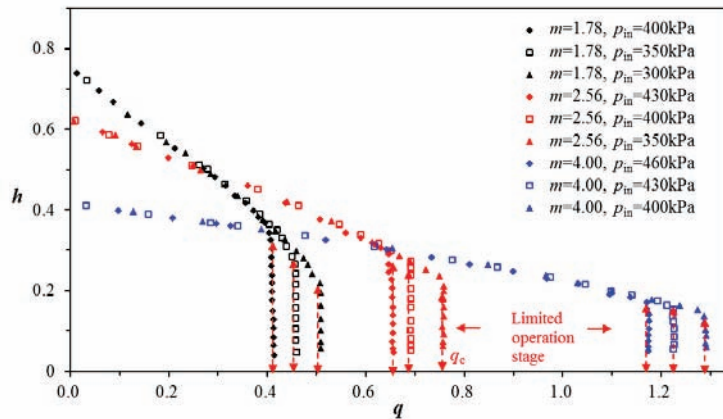 0.8
0.6
0.4
0.2
0
h
0.0
0.2
0.4
0.6
0.8
1.0
1.2
q
m=1.78, pin=400kPa
m=1.78, pin=350kPa
m=1.78, pin=300kPa
m=2.56, pin=430kPa
m=2.56, pin=400kPa
m=2.56, pin=350kPa
m=4.00, pin=460kPa
m=4.00, pin=430kPa
m=4.00, pin=400kPa
Limited
operation
stage
qc